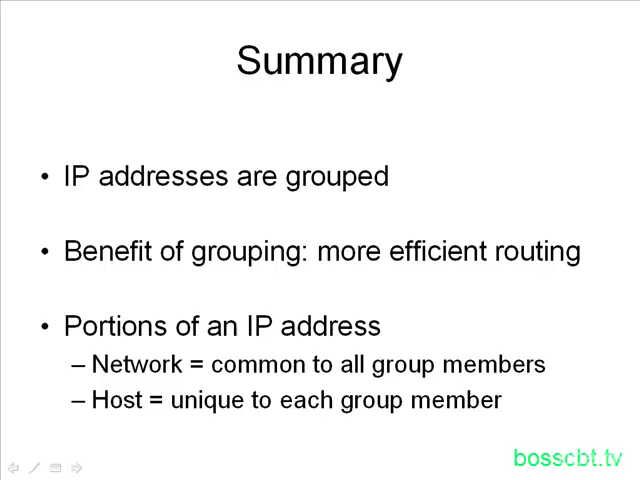 Summary
• IP addresses are grouped
• Benefit of grouping: more efficient routing
• Portions of an IP address
– Network = common to all group members
– Host = unique to each group member
bosscbt.tv